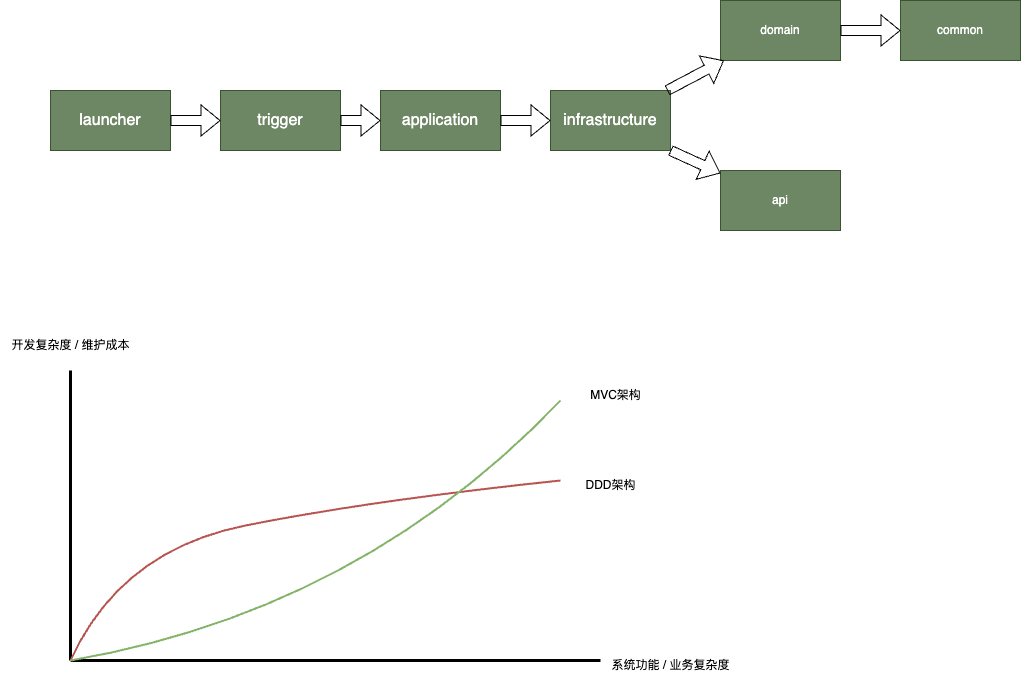 domain
common
launcher
trigger
application
infrastructure
api
开发复杂度 / 维护成本
MVC架构
DDD架构
系统功能 / 业务复杂度